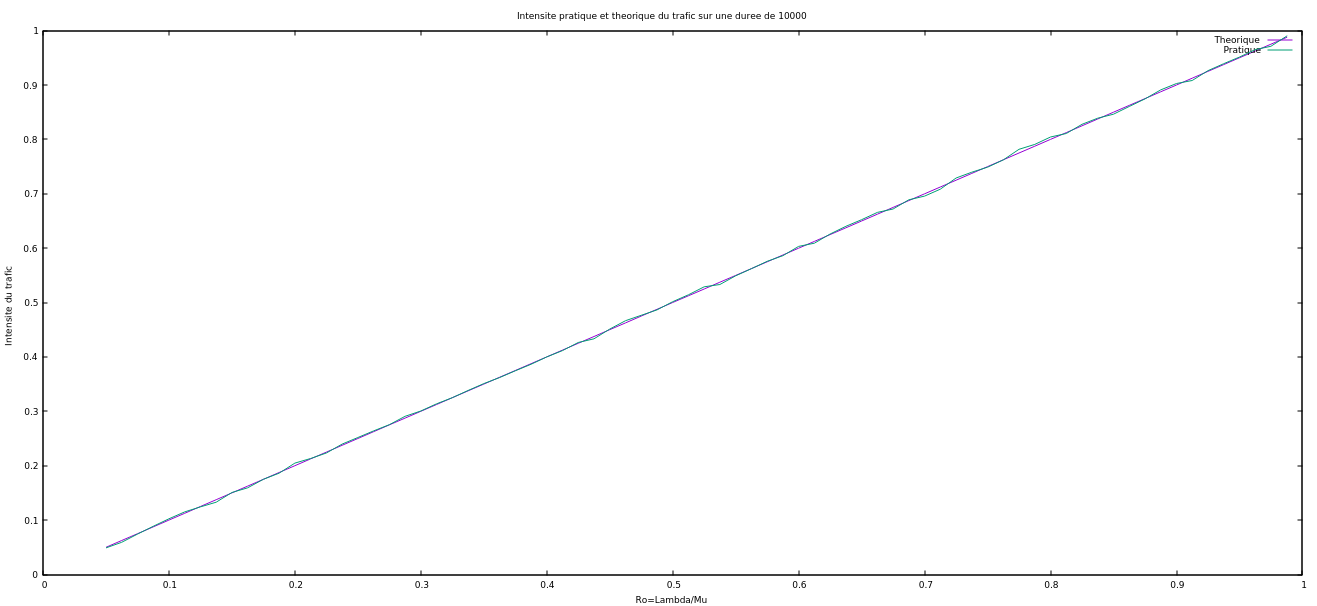 Intensite pratique et theorique du trafic sur une duree de 10000
Theorique
Pratique
Intensite du trafic
1
0.9
0.8
0.7
0.6
0.5
0.4
0.3
0.2
0.1
0
0 0.1 0.2 0.3 0.4 0.5 0.6 0.7 0.8 0.9 1
Ro=Lambda/Mu